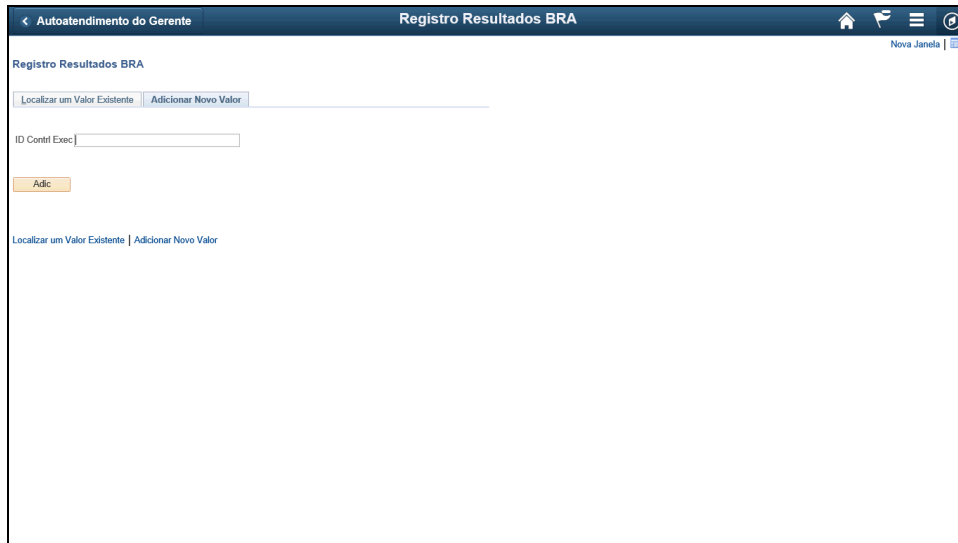 Autoatendimento do Gerente Registro Resultados BRA
Nova Janela |
Registro Resultados BRA
Localizar um Valor Existente Adicionar Novo Valor
ID Contrl Exec
Adic
Localizar um Valor Existente | Adicionar Novo Valor